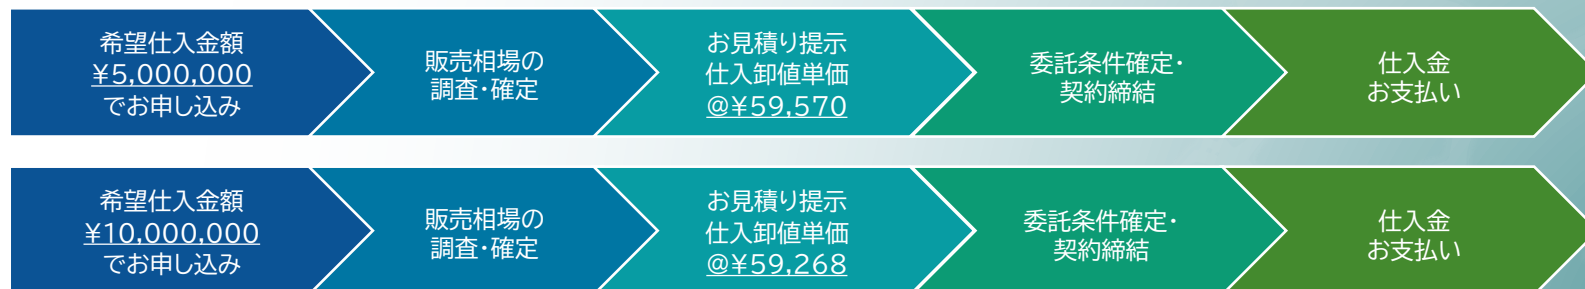 希望仕入金額
¥5,000,000
でお申し込み
販売相場の
調査・確定
お見積り提示
仕入卸値単価
@¥59,570
委託条件確定・
契約締結
仕入金
お支払い
希望仕入金額
¥10,000,000
でお申し込み
販売相場の
調査・確定
お見積り提示
仕入卸値単価
@¥59,268
委託条件確定・
契約締結
仕入金
お支払い